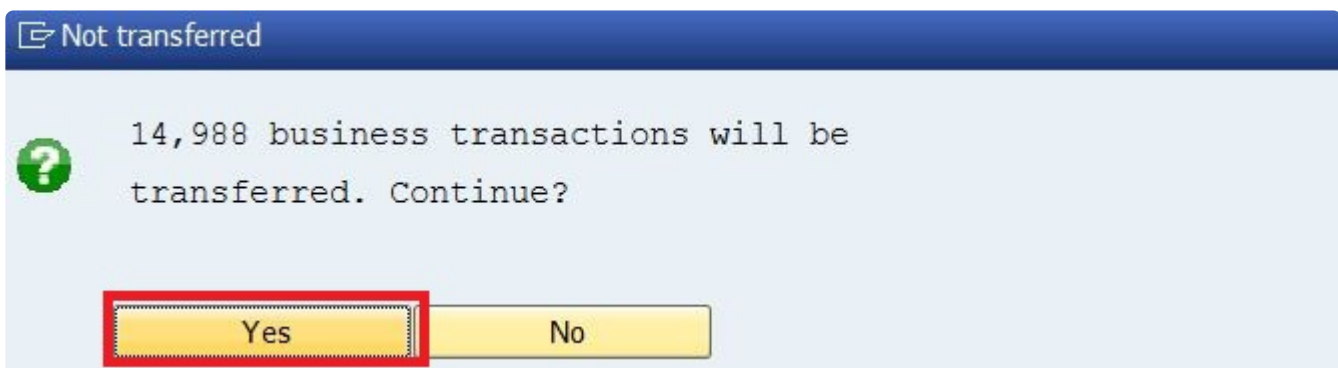 Not transferred
14,988 business transactions will be
transferred. Continue?
Yes No